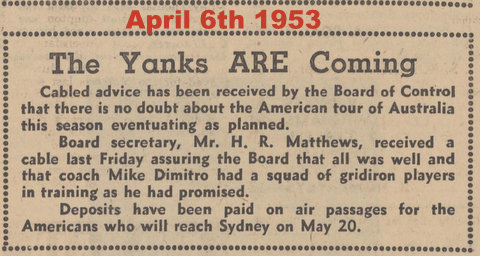 April 6th 1953
The Yanks ARE Coming
Cabled advice has been received by the Board of Control
that there is no doubt about the American tour of Australia
this season eventuating as planned.
Board secretary, Mr. H. R. Matthews, received a
cable last Friday assuring the Board that all was well and
that coach Mike Dimitro had a squad of gridiron players
in training as he had promised.
Deposits have been paid on air passages for the
Americans who will reach Sydney on May 20.